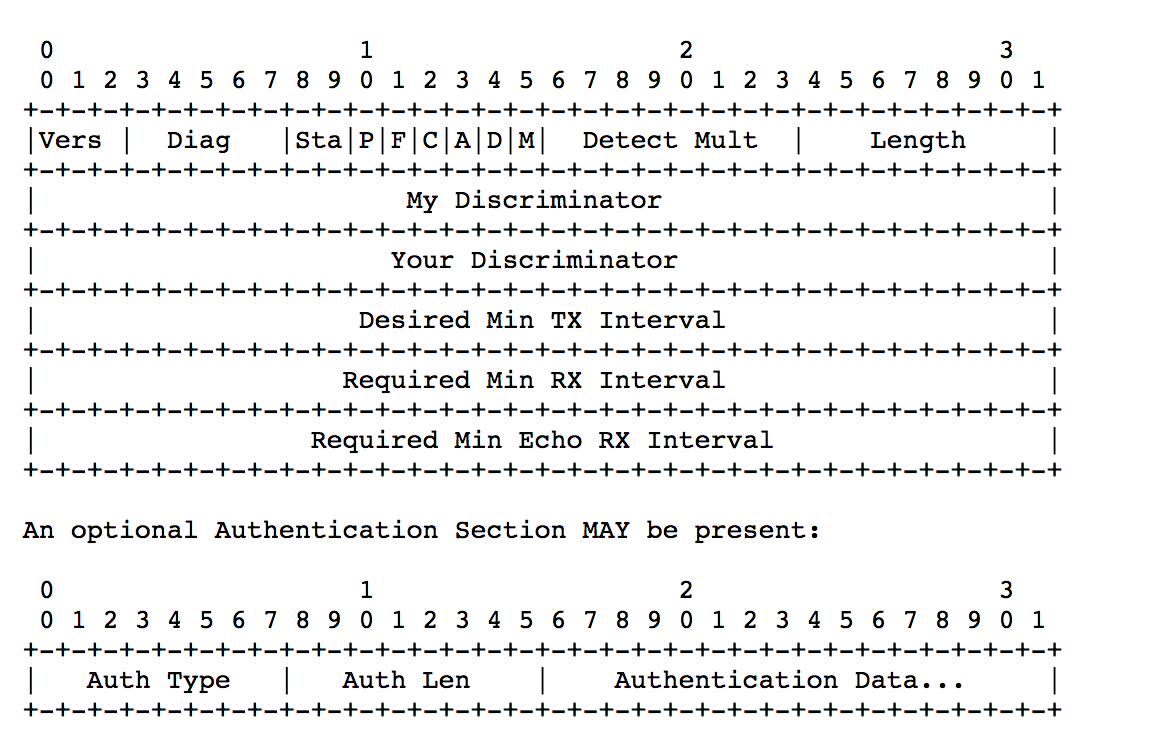 0                   1                   2                   3
 0 1 2 3 4 5 6 7 8 9 0 1 2 3 4 5 6 7 8 9 0 1 2 3 4 5 6 7 8 9 0 1
+-+-+-+-+-+-+-+-+-+-+-+-+-+-+-+-+-+-+-+-+-+-+-+-+-+-+-+-+-+-+-+-+
|Vers |  Diag   |Sta|P|F|C|A|D|M|  Detect Mult  |    Length     |
+-+-+-+-+-+-+-+-+-+-+-+-+-+-+-+-+-+-+-+-+-+-+-+-+-+-+-+-+-+-+-+-+
|                       My Discriminator                        |
+-+-+-+-+-+-+-+-+-+-+-+-+-+-+-+-+-+-+-+-+-+-+-+-+-+-+-+-+-+-+-+-+
|                      Your Discriminator                       |
+-+-+-+-+-+-+-+-+-+-+-+-+-+-+-+-+-+-+-+-+-+-+-+-+-+-+-+-+-+-+-+-+
|                    Desired Min TX Interval                    |
+-+-+-+-+-+-+-+-+-+-+-+-+-+-+-+-+-+-+-+-+-+-+-+-+-+-+-+-+-+-+-+-+
|                   Required Min RX Interval                    |
+-+-+-+-+-+-+-+-+-+-+-+-+-+-+-+-+-+-+-+-+-+-+-+-+-+-+-+-+-+-+-+-+
|                 Required Min Echo RX Interval                 |
+-+-+-+-+-+-+-+-+-+-+-+-+-+-+-+-+-+-+-+-+-+-+-+-+-+-+-+-+-+-+-+-+

An optional Authentication Section MAY be present:

 0                   1                   2                   3
 0 1 2 3 4 5 6 7 8 9 0 1 2 3 4 5 6 7 8 9 0 1 2 3 4 5 6 7 8 9 0 1
+-+-+-+-+-+-+-+-+-+-+-+-+-+-+-+-+-+-+-+-+-+-+-+-+-+-+-+-+-+-+-+-+
|   Auth Type   |   Auth Len    |    Authentication Data...     |
+-+-+-+-+-+-+-+-+-+-+-+-+-+-+-+-+-+-+-+-+-+-+-+-+-+-+-+-+-+-+-+-+